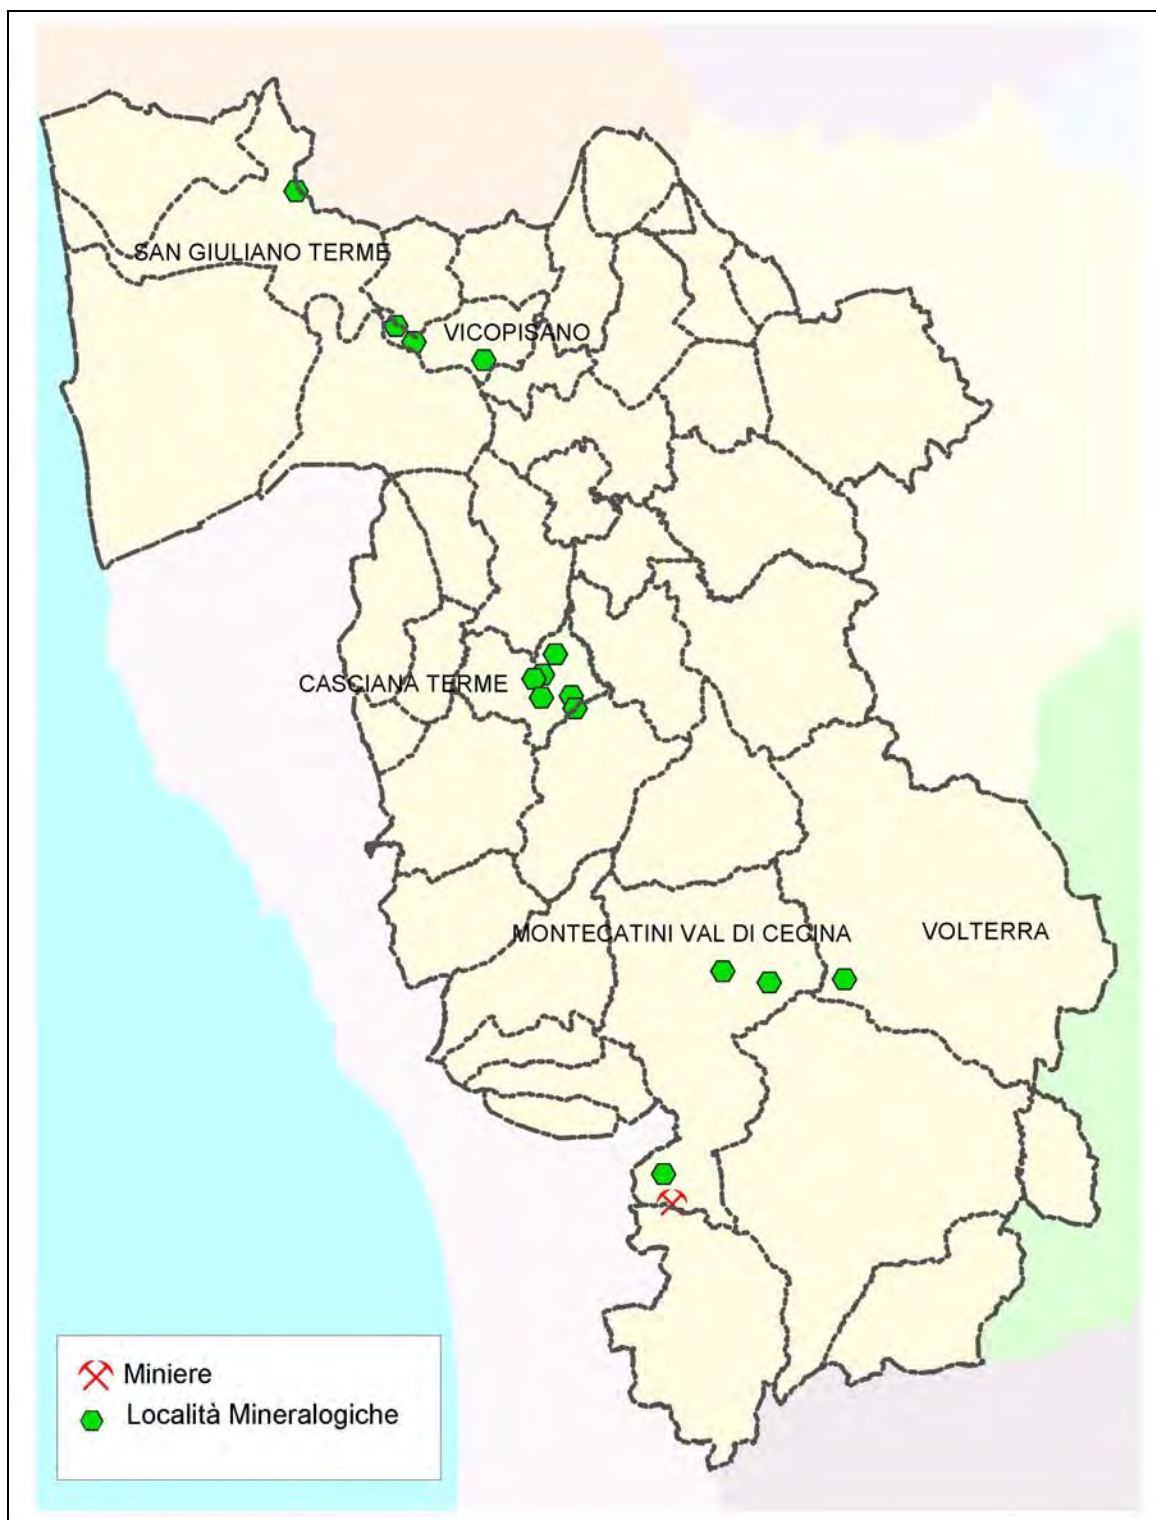 SAN GIULIANO TERME
VICOPISANO
CASCIANA TERME
MONTECATINI VAL DI CECINA
VOLTERRA
Miniere
Località Mineralogiche